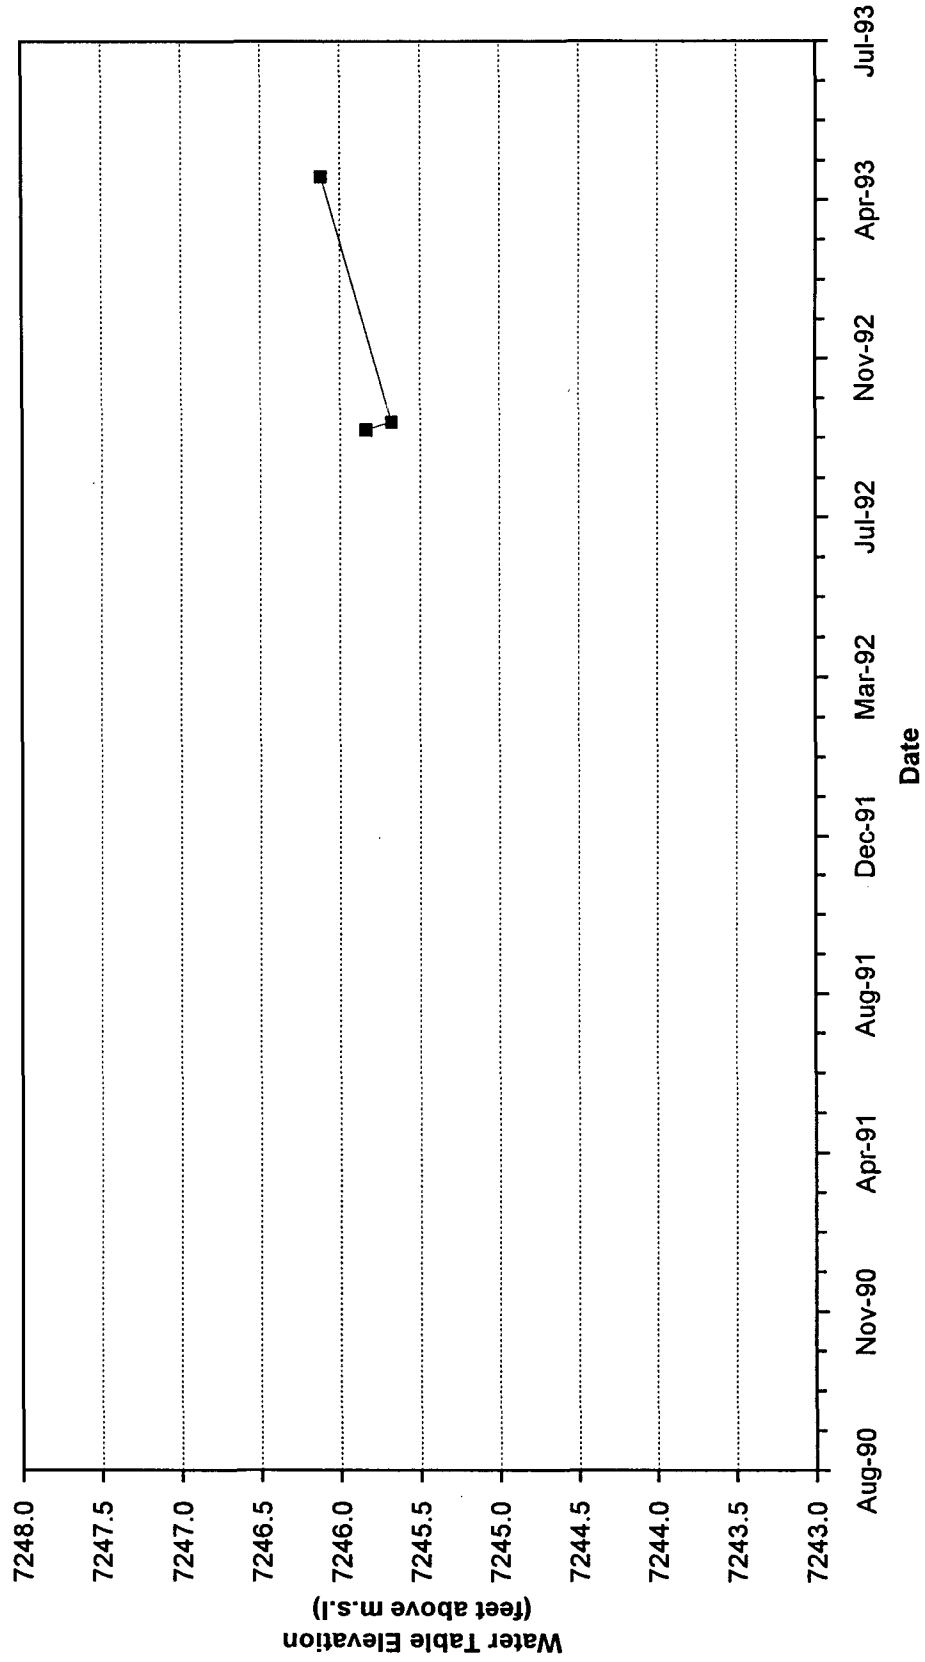 Water Table Elevation
(feet above m.s.l)
7248.0
7247.5
7247.0
7246.5
7246.0
7245.5
7245.0
7244.5
7244.0
7243.5
7243.0
Aug-90
Nov-90
Apr-91
Aug-91
Dec-91
Mar-92
Jul-92
Nov-92
Apr-93
Jul-93
Date